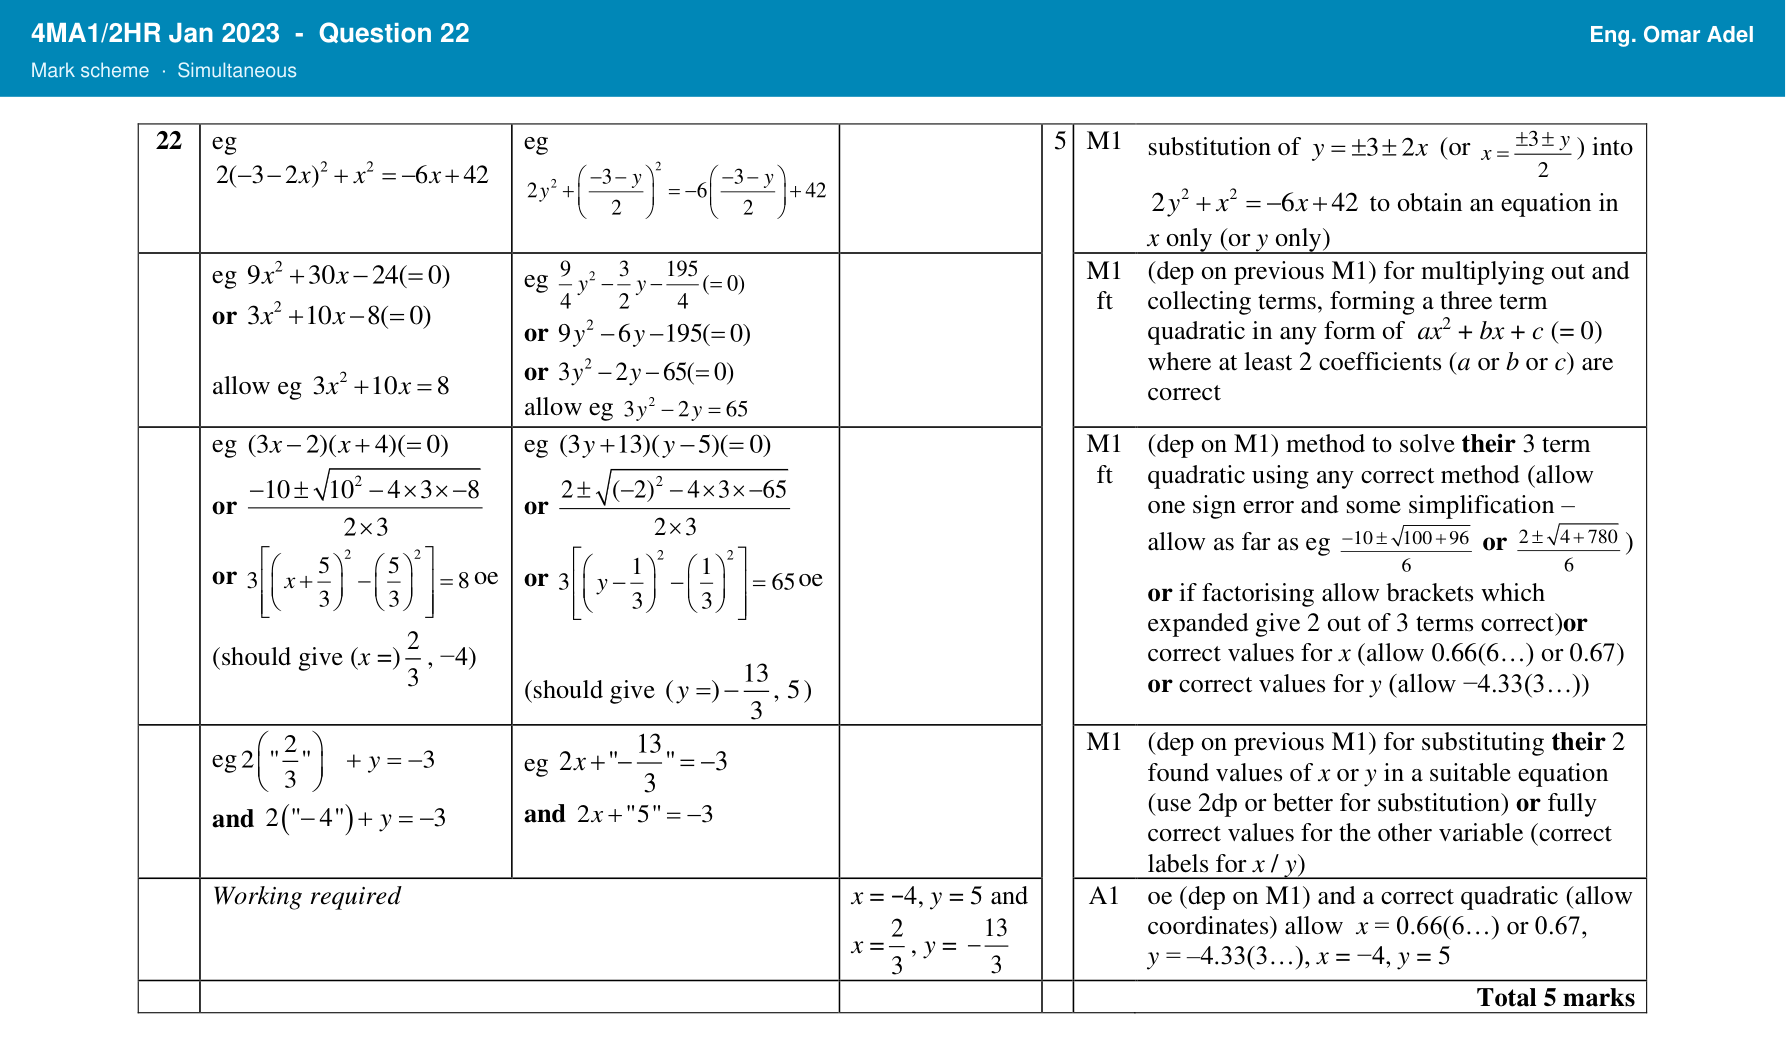 4MA1/2HR Jan 2023 - Question 22
Eng. Omar Adel
Mark scheme · Simultaneous
22
eg
2(−3−2x)² + x² = −6x+42
eg
2y² + ((−3−y)/2)² = −6((−3−y)/2) + 42
5
M1
substitution of y = ±3±2x (or x = (±3±y)/2) into
2y² + x² = −6x+42 to obtain an equation in
x only (or y only)
eg 9x² +30x−24(=0)
or 3x² +10x−8(=0)
allow eg 3x² +10x = 8
eg 9/4 y² − 3/2 y − 195/4 (=0)
or 9y² −6y−195(=0)
or 3y² −2y−65(=0)
allow eg 3y² −2y = 65
M1
ft
(dep on previous M1) for multiplying out and
collecting terms, forming a three term
quadratic in any form of ax² + bx + c (= 0)
where at least 2 coefficients (a or b or c) are
correct
eg (3x−2)(x+4)(=0)
or (−10±√(10² −4×3×−8))/(2×3)
or 3[(x+5/3)² −(5/3)²] = 8 oe
(should give (x =) 2/3 , −4)
eg (3y+13)(y−5)(=0)
or (2±√((−2)² −4×3×−65))/(2×3)
or 3[(y−1/3)² −(1/3)²] = 65 oe
(should give (y =) −13/3 , 5)
M1
ft
(dep on M1) method to solve their 3 term
quadratic using any correct method (allow
one sign error and some simplification –
allow as far as eg (−10±√(100+96))/6 or (2±√(4+780))/6 )
or if factorising allow brackets which
expanded give 2 out of 3 terms correct)or
correct values for x (allow 0.66(6…) or 0.67)
or correct values for y (allow −4.33(3…))
eg 2("2/3") + y = −3
and 2("−4")+ y = −3
eg 2x+"−13/3" = −3
and 2x+"5" = −3
M1
(dep on previous M1) for substituting their 2
found values of x or y in a suitable equation
(use 2dp or better for substitution) or fully
correct values for the other variable (correct
labels for x / y)
Working required
x = −4, y = 5 and
x = 2/3 , y = −13/3
A1
oe (dep on M1) and a correct quadratic (allow
coordinates) allow x = 0.66(6…) or 0.67,
y = –4.33(3…), x = −4, y = 5
Total 5 marks